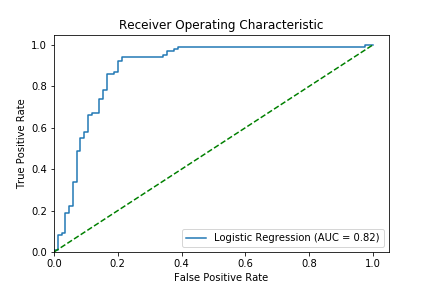 Receiver Operating Characteristic
True Positive Rate
1.0
0.8
0.6
0.4
0.2
0.0
Logistic Regression (AUC = 0.82)
0.0 0.2 0.4 0.6 0.8 1.0
False Positive Rate